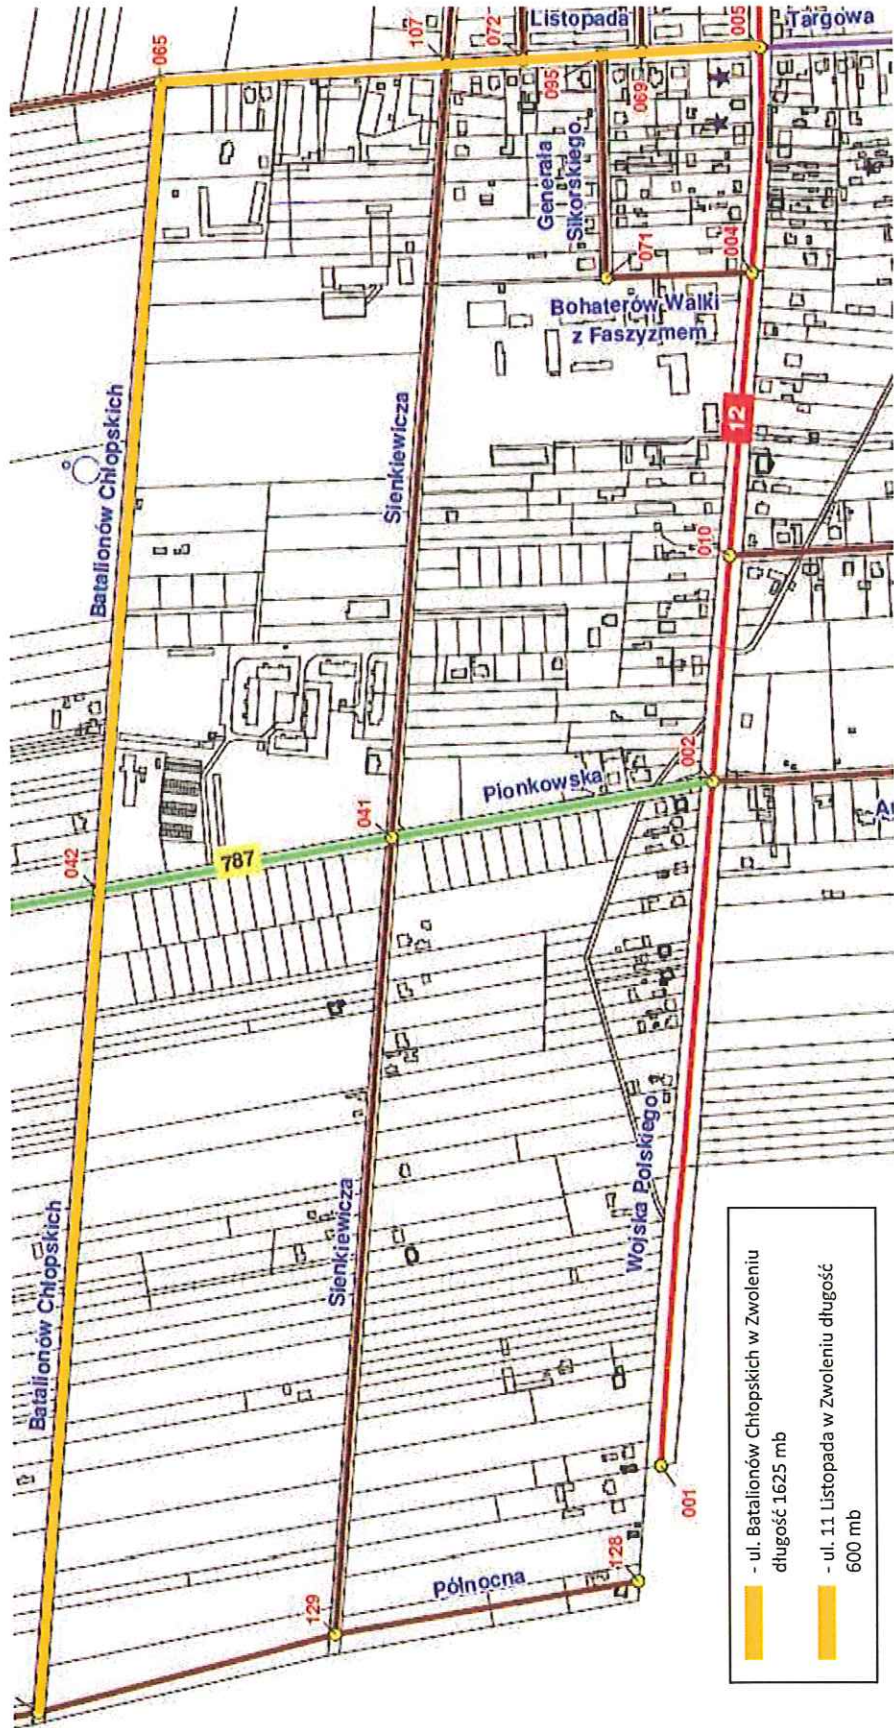 065
107
072
Listopada
005
Targowa
095
069
Generała
Sikorskiego
071
004
Bohaterów Walki
z Faszyzmem
Batalionów Chłopskich
Sienkiewicza
12
010
002
Pionkowska
041
042
787
Batalionów Chłopskich
Sienkiewicza
Wojska Polskiego
001
128
129
Północna
- ul. Batalionów Chłopskich w Zwoleniu
długość 1625 mb
- ul. 11 Listopada w Zwoleniu długość
600 mb